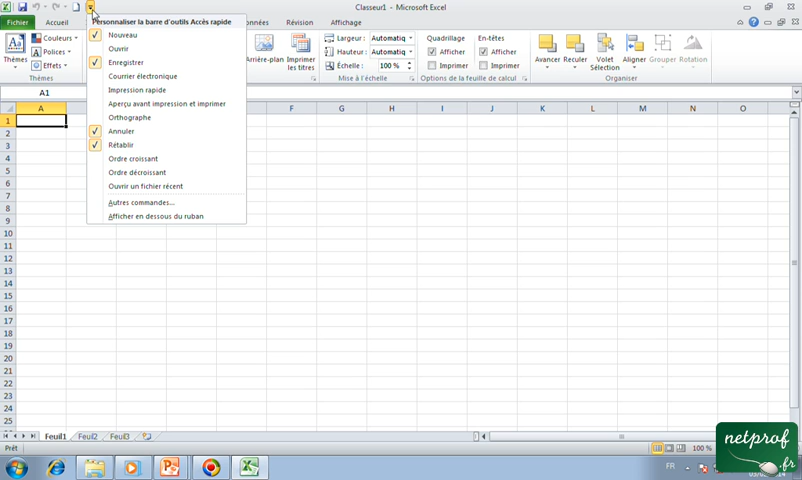 Classeur1 - Microsoft Excel
Fichier Accueil onnées Révision Affichage
Personnaliser la barre d'outils Accès rapide
Nouveau
Ouvrir
Enregistrer
Courrier électronique
Impression rapide
Aperçu avant impression et imprimer
Orthographe
Annuler
Rétablir
Ordre croissant
Ordre décroissant
Ouvrir un fichier récent
Autres commandes...
Afficher en dessous du ruban
Thèmes
Couleurs
Polices
Effets
Thèmes
Arrière-plan
Imprimer les titres
Largeur : Automatiq
Hauteur : Automatiq
Échelle : 100 %
Mise à l'échelle
Quadrillage En-têtes
Afficher Afficher
Imprimer Imprimer
Options de la feuille de calcul
Avancer Reculer Volet Sélection Aligner Grouper Rotation
Organiser
A1
A F G H I J K L M N O
1
2
3
4
5
6
7
8
9
10
11
12
13
14
15
16
17
18
19
20
21
22
23
24
25
Feuil1 Feuil2 Feuil3
Prêt 100 %
FR
netprof
.fr